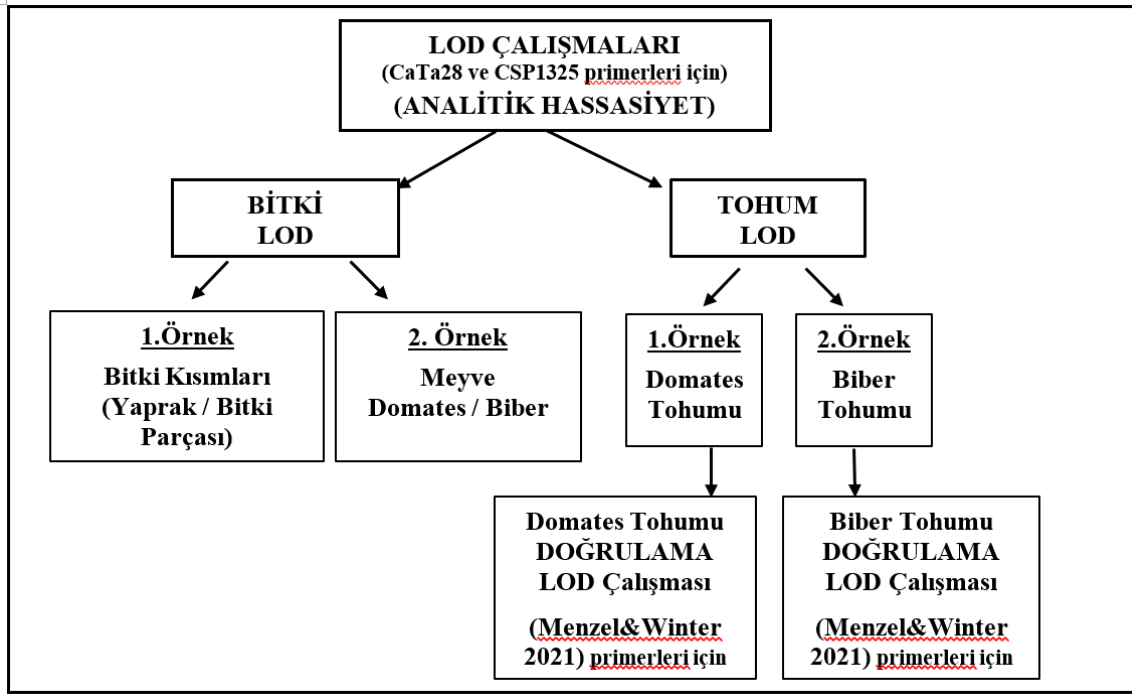 LOD ÇALIŞMALARI
(CaTa28 ve CSP1325 primerleri için)
(ANALİTİK HASSASİYET)
BİTKİ
LOD
TOHUM
LOD
1.Örnek
Bitki Kısımları
(Yaprak / Bitki
Parçası)
2. Örnek
Meyve
Domates / Biber
1.Örnek
Domates
Tohumu
2.Örnek
Biber
Tohumu
Domates Tohumu
DOĞRULAMA
LOD Çalışması
(Menzel&Winter
2021) primerleri için
Biber Tohumu
DOĞRULAMA
LOD Çalışması
(Menzel&Winter
2021) primerleri için